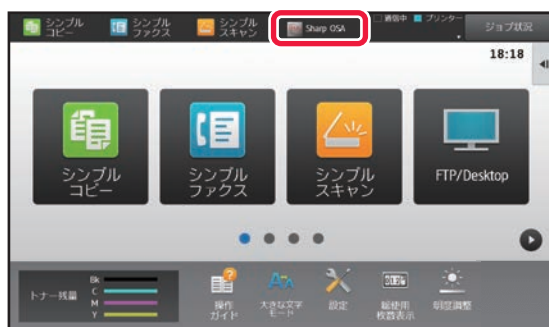 シンプル
コピー
シンプル
ファクス
シンプル
スキャン
Sharp OSA
通信中
プリンター
ジョブ状況
18:18
シンプル
コピー
シンプル
ファクス
シンプル
スキャン
FTP/Desktop
トナー残量
Bk
C
M
Y
操作
ガイド
大きな文字
モード
設定
総使用
枚数表示
明度調整